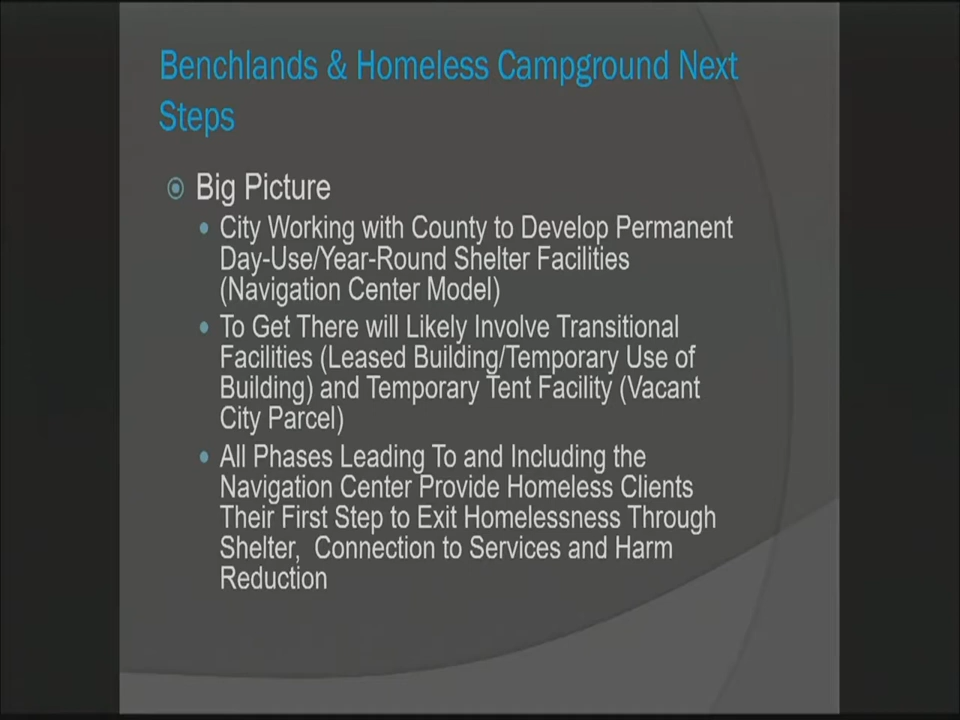 Benchlands & Homeless Campground Next
Steps
Big Picture
City Working with County to Develop Permanent
Day-Use/Year-Round Shelter Facilities
(Navigation Center Model)
To Get There will Likely Involve Transitional
Facilities (Leased Building/Temporary Use of
Building) and Temporary Tent Facility (Vacant
City Parcel)
All Phases Leading To and Including the
Navigation Center Provide Homeless Clients
Their First Step to Exit Homelessness Through
Shelter,  Connection to Services and Harm
Reduction